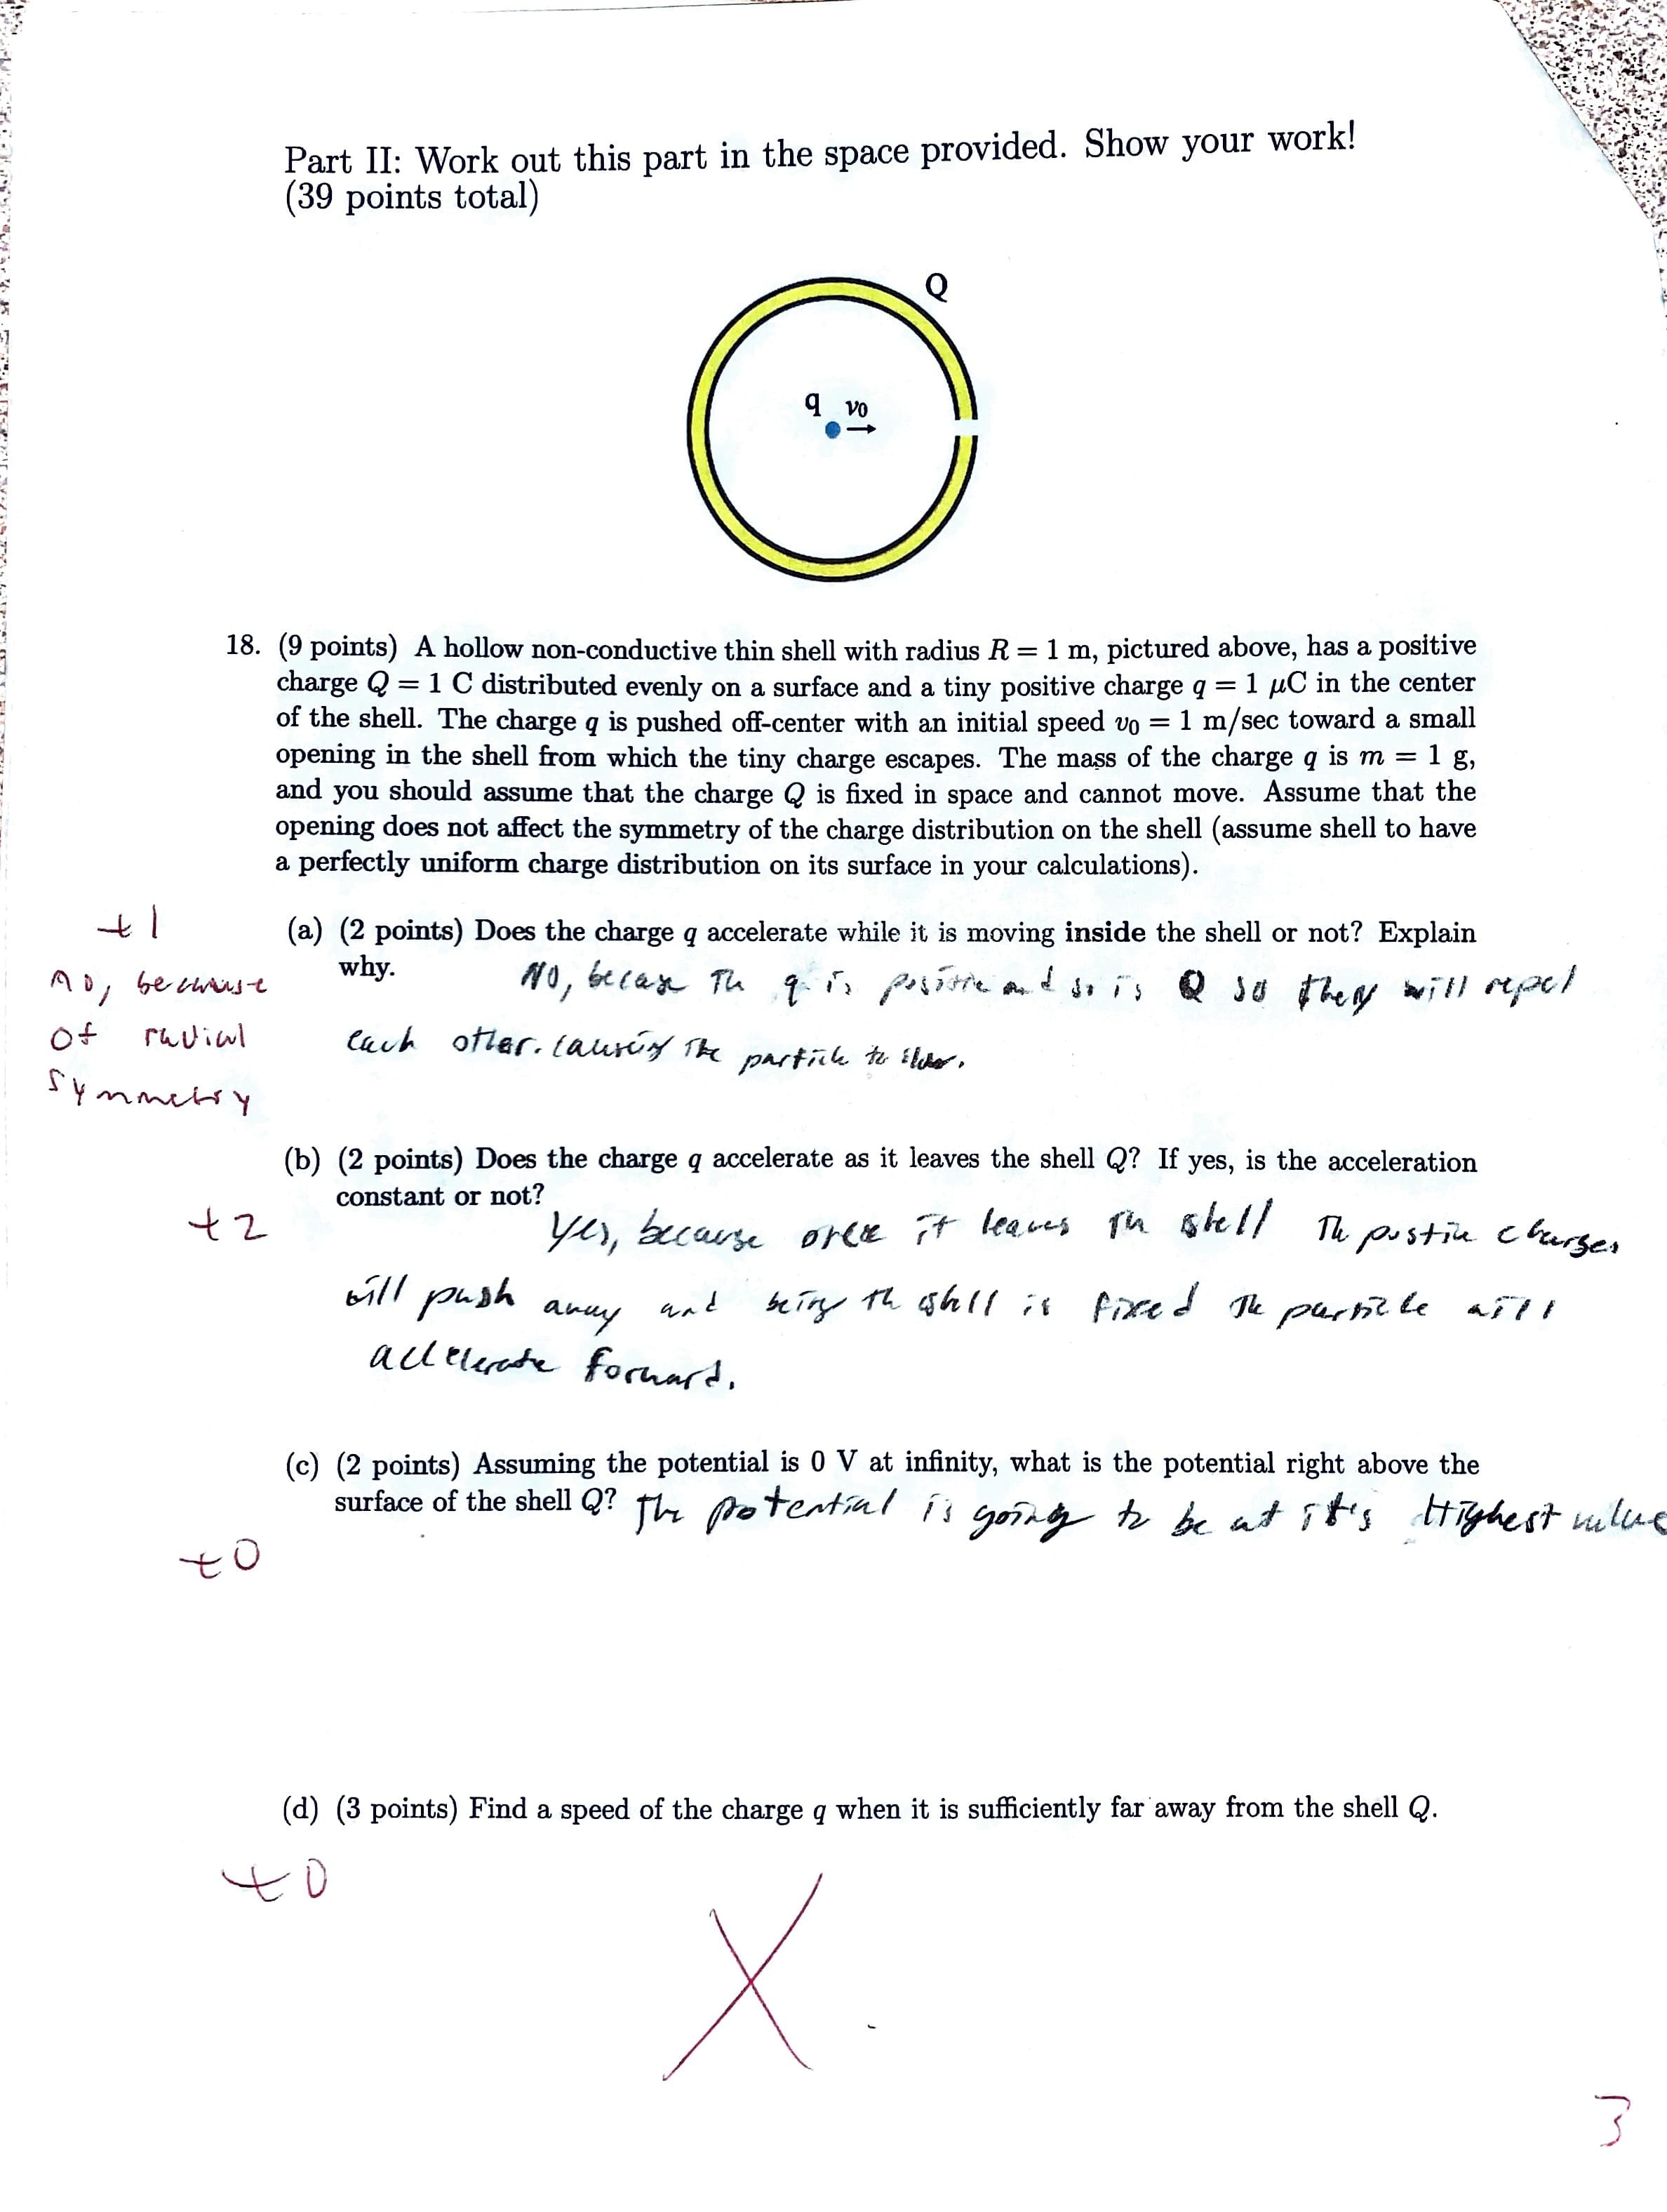 Part II: Work out this part in the space provided. Show your work!
(39 points total)
Q
q v0
18. (9 points) A hollow non-conductive thin shell with radius R = 1 m, pictured above, has a positive
charge Q = 1 C distributed evenly on a surface and a tiny positive charge q = 1 μC in the center
of the shell. The charge q is pushed off-center with an initial speed v₀ = 1 m/sec toward a small
opening in the shell from which the tiny charge escapes. The mass of the charge q is m = 1 g,
and you should assume that the charge Q is fixed in space and cannot move. Assume that the
opening does not affect the symmetry of the charge distribution on the shell (assume shell to have
a perfectly uniform charge distribution on its surface in your calculations).
+1
(a) (2 points) Does the charge q accelerate while it is moving inside the shell or not? Explain
why.
NO, becase Th q is positive and so is Q so they will repel
each other. causing the particle to
no, because
of radial
symmetry
(b) (2 points) Does the charge q accelerate as it leaves the shell Q? If yes, is the acceleration
constant or not?
+2
Yes, because once it leaves th shell Th postive charges
will push away and being th shell is fixed the particle will
accelerate forward.
(c) (2 points) Assuming the potential is 0 V at infinity, what is the potential right above the
surface of the shell Q? The potential is going to be at it's Highest value
+0
(d) (3 points) Find a speed of the charge q when it is sufficiently far away from the shell Q.
+0
3